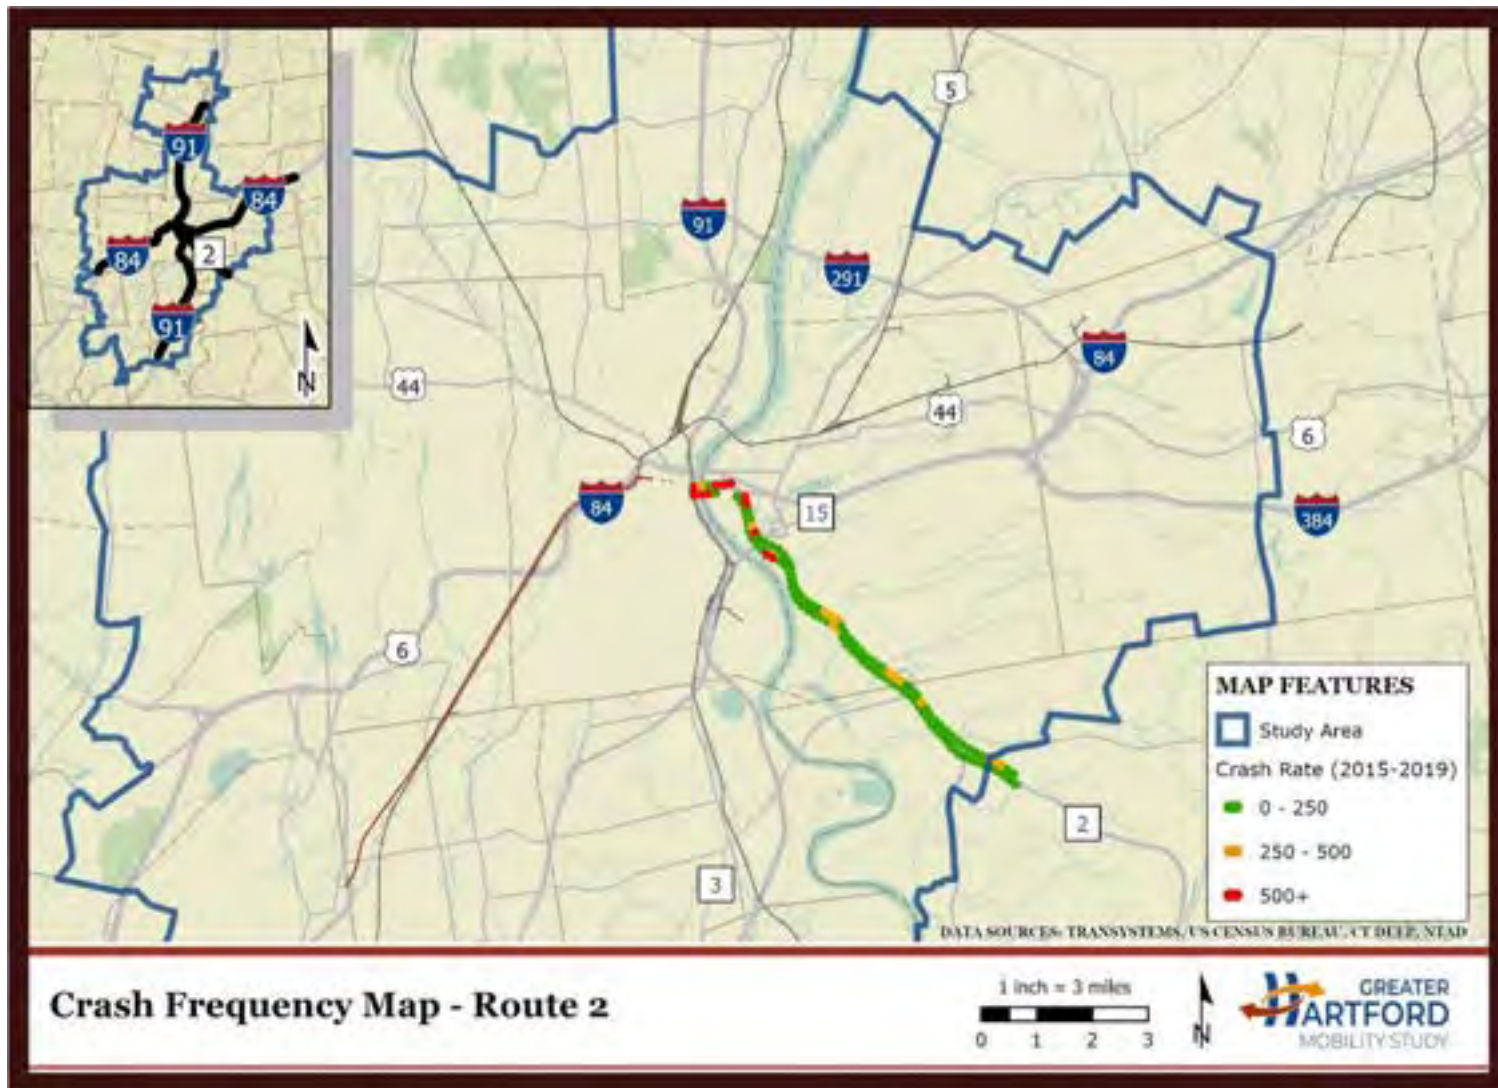 91
84
84
2
91
N
5
91
291
84
44
44
6
84
15
384
6
2
3
MAP FEATURES
Study Area
Crash Rate (2015-2019)
0 - 250
250 - 500
500+
DATA SOURCES: TRANSYSTEMS, US CENSUS BUREAU, CT DEEP, NTAD
Crash Frequency Map - Route 2
1 inch = 3 miles
0 1 2 3
N
GREATER
HARTFORD
MOBILITY STUDY